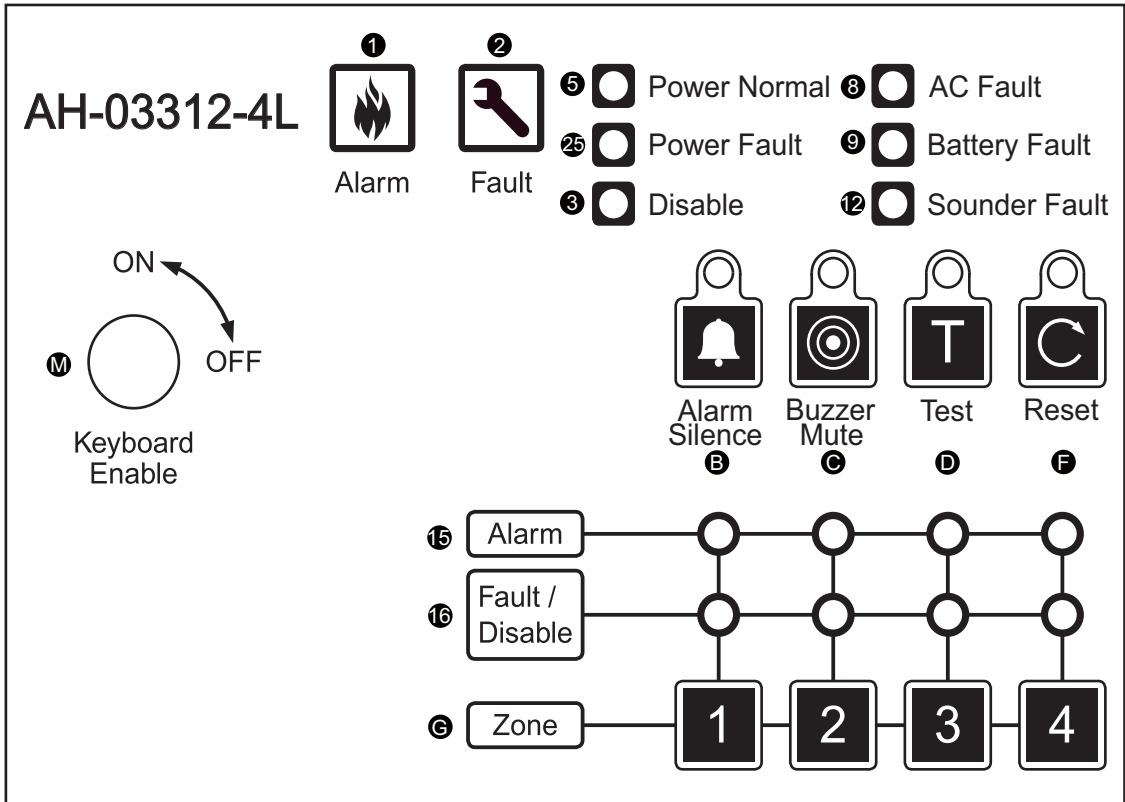 1
2
AH-03312-4L
Alarm
Fault
5 Power Normal
8 AC Fault
25 Power Fault
9 Battery Fault
3 Disable
12 Sounder Fault
ON
OFF
M
Keyboard
Enable
T
Alarm
Silence
Buzzer
Mute
Test
Reset
B
C
D
F
15 Alarm
16 Fault /
Disable
G Zone
1
2
3
4